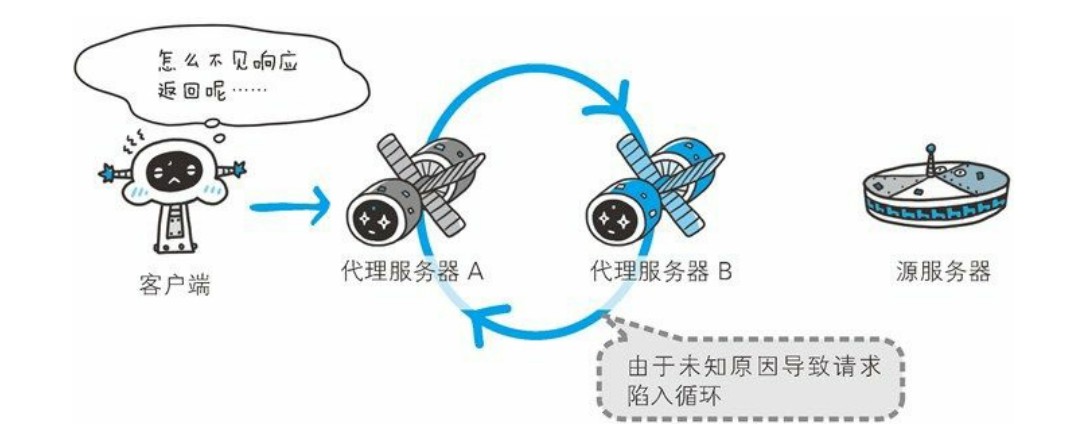 怎么不见响应
返回呢……
客户端
代理服务器 A
代理服务器 B
源服务器
由于未知原因导致请求
陷入循环